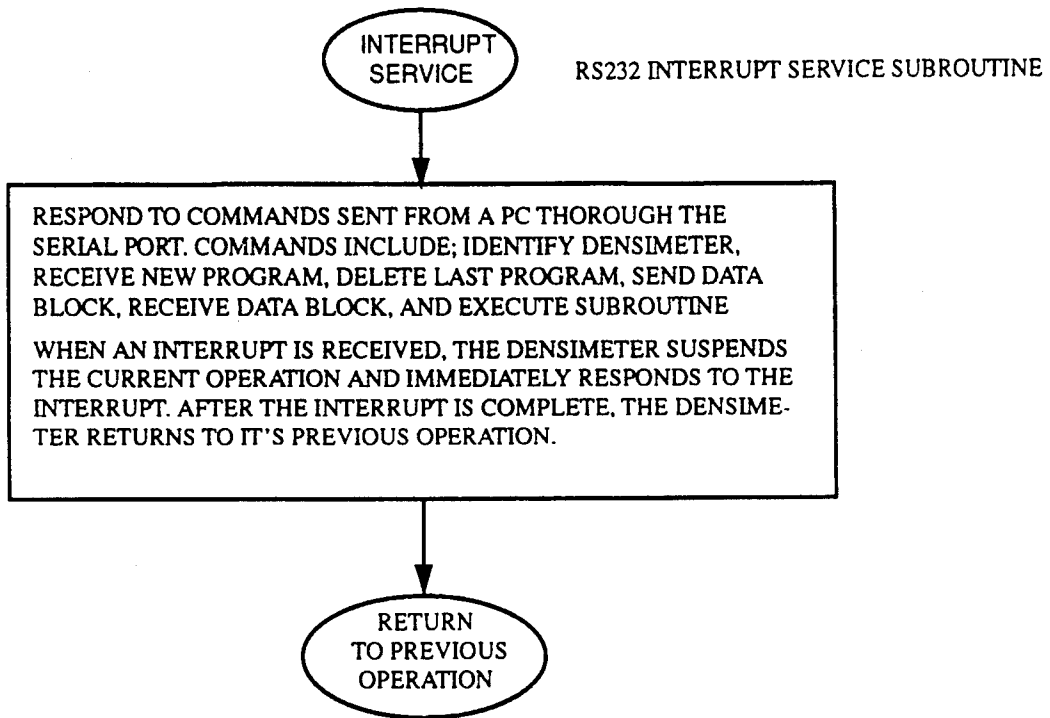 INTERRUPT
SERVICE
RS232 INTERRUPT SERVICE SUBROUTINE
RESPOND TO COMMANDS SENT FROM A PC THOROUGH THE
SERIAL PORT. COMMANDS INCLUDE; IDENTIFY DENSIMETER,
RECEIVE NEW PROGRAM, DELETE LAST PROGRAM, SEND DATA
BLOCK, RECEIVE DATA BLOCK, AND EXECUTE SUBROUTINE
WHEN AN INTERRUPT IS RECEIVED, THE DENSIMETER SUSPENDS
THE CURRENT OPERATION AND IMMEDIATELY RESPONDS TO THE
INTERRUPT. AFTER THE INTERRUPT IS COMPLETE, THE DENSIME-
TER RETURNS TO IT'S PREVIOUS OPERATION.
RETURN
TO PREVIOUS
OPERATION